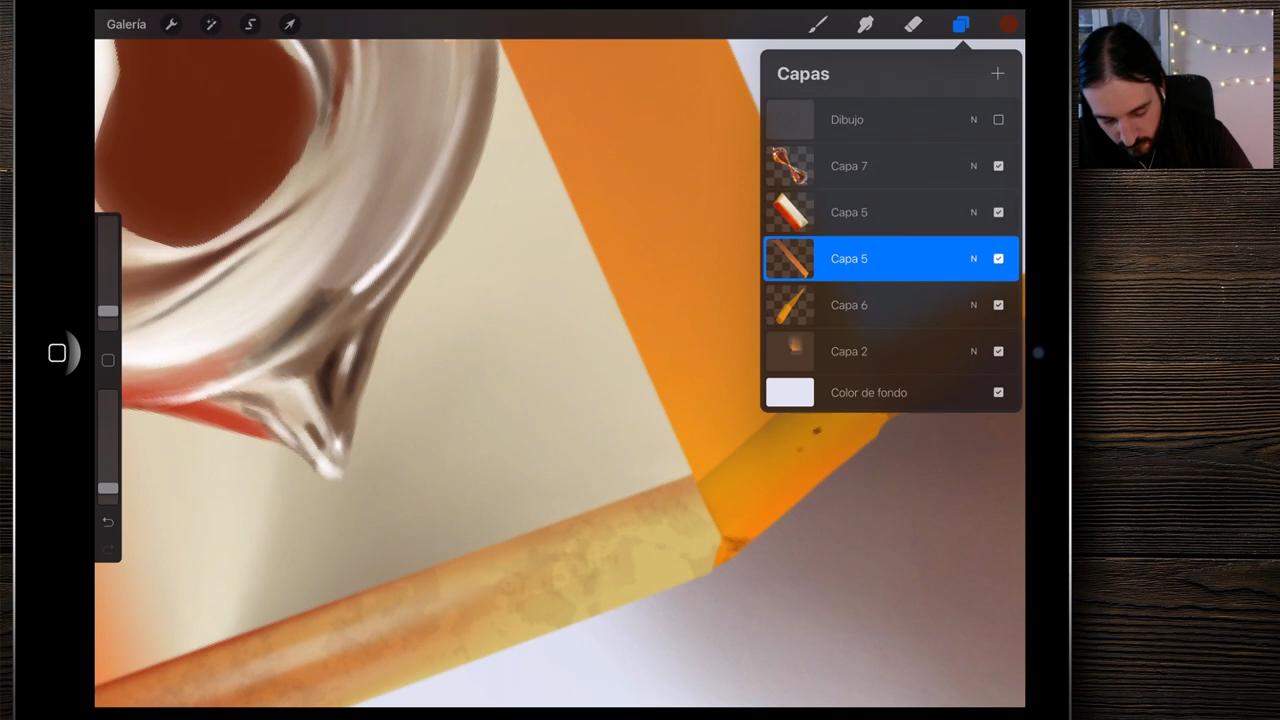 Galería
Capas
Dibujo N
Capa 7 N
Capa 5 N
Capa 5 N
Capa 6 N
Capa 2 N
Color de fondo